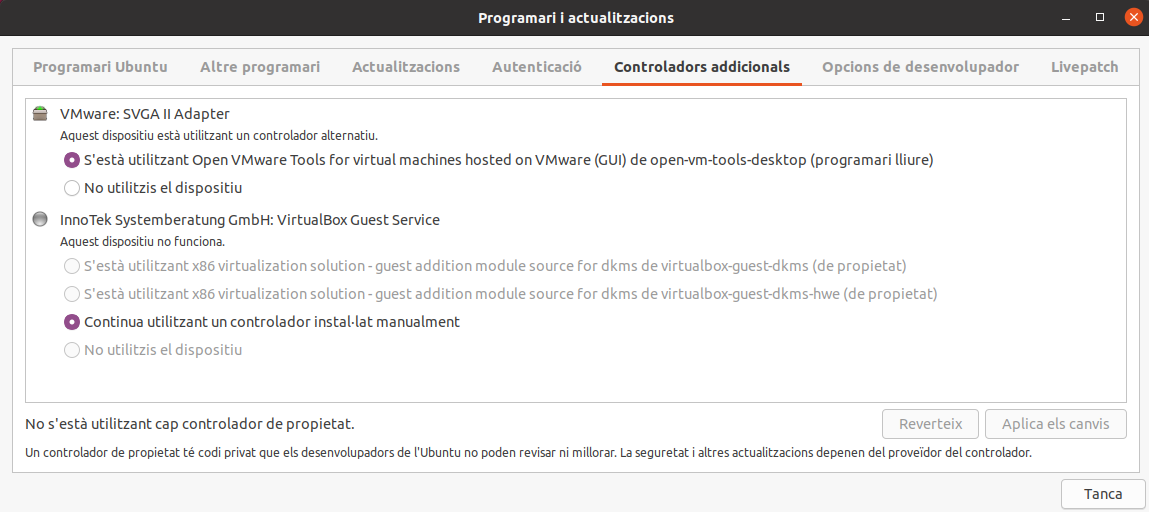 Programari i actualitzacions
Programari Ubuntu Altre programari Actualitzacions Autenticació Controladors addicionals Opcions de desenvolupador Livepatch
VMware: SVGA II Adapter
Aquest dispositiu està utilitzant un controlador alternatiu.
S'està utilitzant Open VMware Tools for virtual machines hosted on VMware (GUI) de open-vm-tools-desktop (programari lliure)
No utilitzis el dispositiu
InnoTek Systemberatung GmbH: VirtualBox Guest Service
Aquest dispositiu no funciona.
S'està utilitzant x86 virtualization solution - guest addition module source for dkms de virtualbox-guest-dkms (de propietat)
S'està utilitzant x86 virtualization solution - guest addition module source for dkms de virtualbox-guest-dkms-hwe (de propietat)
Continua utilitzant un controlador instal·lat manualment
No utilitzis el dispositiu
No s'està utilitzant cap controlador de propietat.
Reverteix Aplica els canvis
Un controlador de propietat té codi privat que els desenvolupadors de l'Ubuntu no poden revisar ni millorar. La seguretat i altres actualitzacions depenen del proveïdor del controlador.
Tanca